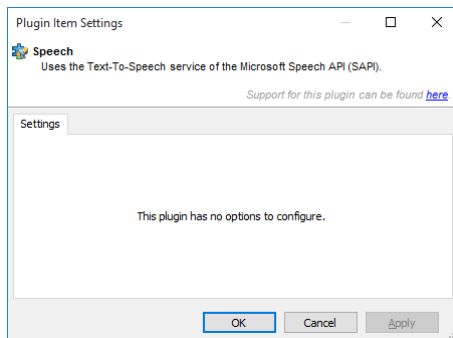 Plugin Item Settings
Speech
Uses the Text-To-Speech service of the Microsoft Speech API (SAPI).
Support for this plugin can be found here.
Settings
This plugin has no options to configure.
OK Cancel Apply